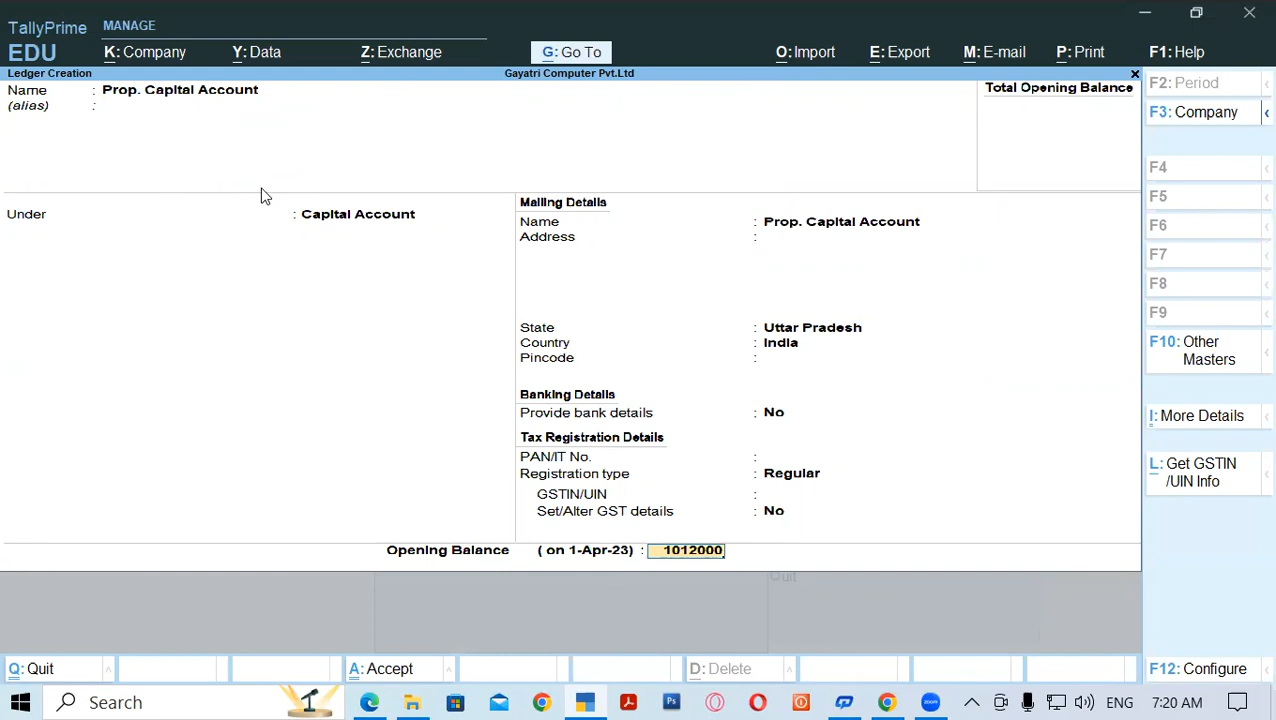 TallyPrime
MANAGE
EDU
K: Company
Y: Data
Z: Exchange
G: Go To
O: Import
E: Export
M: E-mail
P: Print
F1: Help
Ledger Creation
Gayatri Computer Pvt.Ltd
×
Name : Prop. Capital Account
(alias) :
Total Opening Balance
Under : Capital Account
Mailing Details
Name : Prop. Capital Account
Address :
State : Uttar Pradesh
Country : India
Pincode :
Banking Details
Provide bank details : No
Tax Registration Details
PAN/IT No. :
Registration type : Regular
GSTIN/UIN :
Set/Alter GST details : No
Opening Balance ( on 1-Apr-23) : 1012000
Quit
F2: Period
F3: Company
F4
F5
F6
F7
F8
F9
F10: Other
Masters
I: More Details
L: Get GSTIN
/UIN Info
Q: Quit
A: Accept
D: Delete
F12: Configure
Search
zoom
ENG
7:20 AM